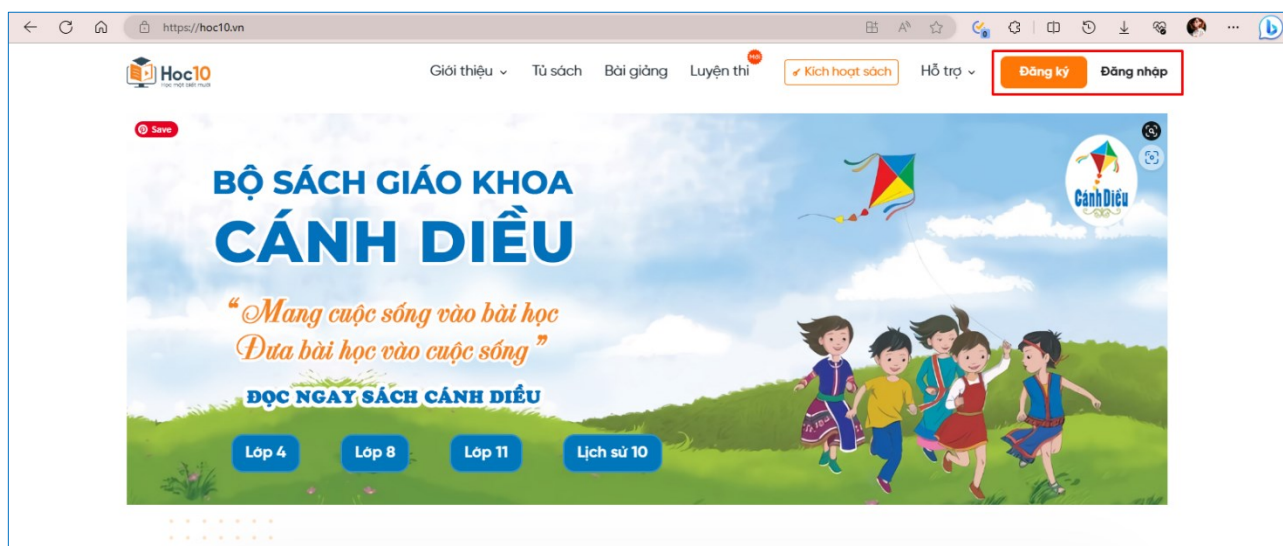 https://hoc10.vn
Hoc10
Học một biết mười
Giới thiệu Tủ sách Bài giảng Luyện thi Mới Kích hoạt sách Hỗ trợ Đăng ký Đăng nhập
Save
BỘ SÁCH GIÁO KHOA
CÁNH DIỀU
“Mang cuộc sống vào bài học
Đưa bài học vào cuộc sống”
ĐỌC NGAY SÁCH CÁNH DIỀU
Lớp 4 Lớp 8 Lớp 11 Lịch sử 10
Cánh Diều